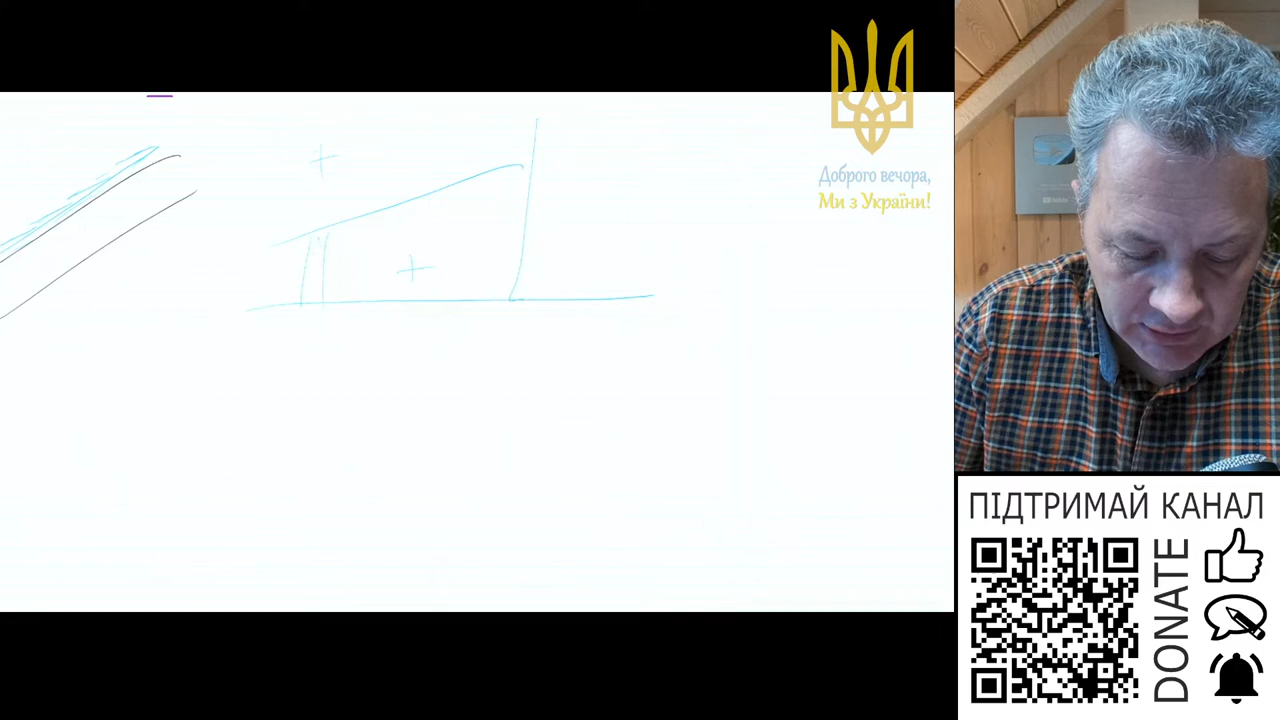 Доброго вечора,
Ми з України!
ПІДТРИМАЙ КАНАЛ
DONATE